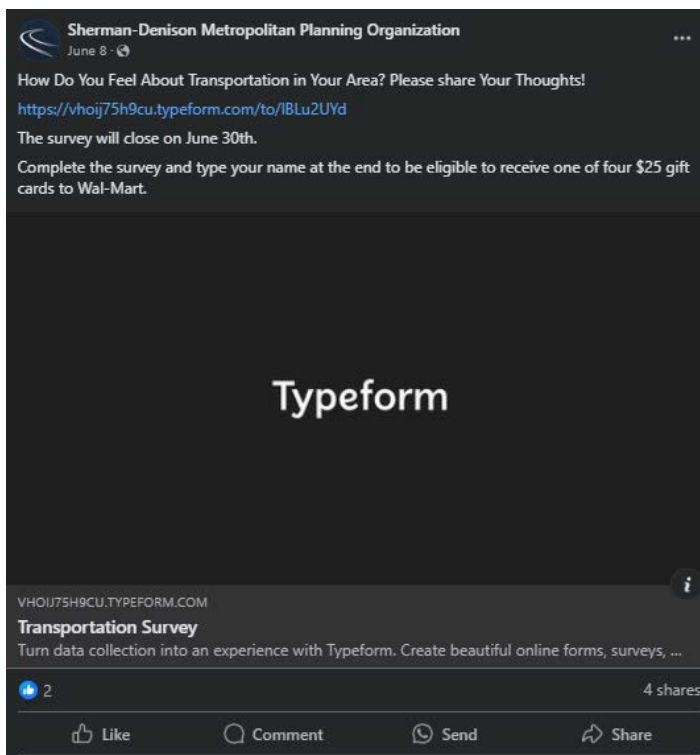 Sherman-Denison Metropolitan Planning Organization
June 8 ·
How Do You Feel About Transportation in Your Area? Please share Your Thoughts!
https://vhoij75h9cu.typeform.com/to/lBLu2UYd
The survey will close on June 30th.
Complete the survey and type your name at the end to be eligible to receive one of four $25 gift
cards to Wal-Mart.
Typeform
i
VHOIJ75H9CU.TYPEFORM.COM
Transportation Survey
Turn data collection into an experience with Typeform. Create beautiful online forms, surveys, ...
2 4 shares
Like Comment Send Share